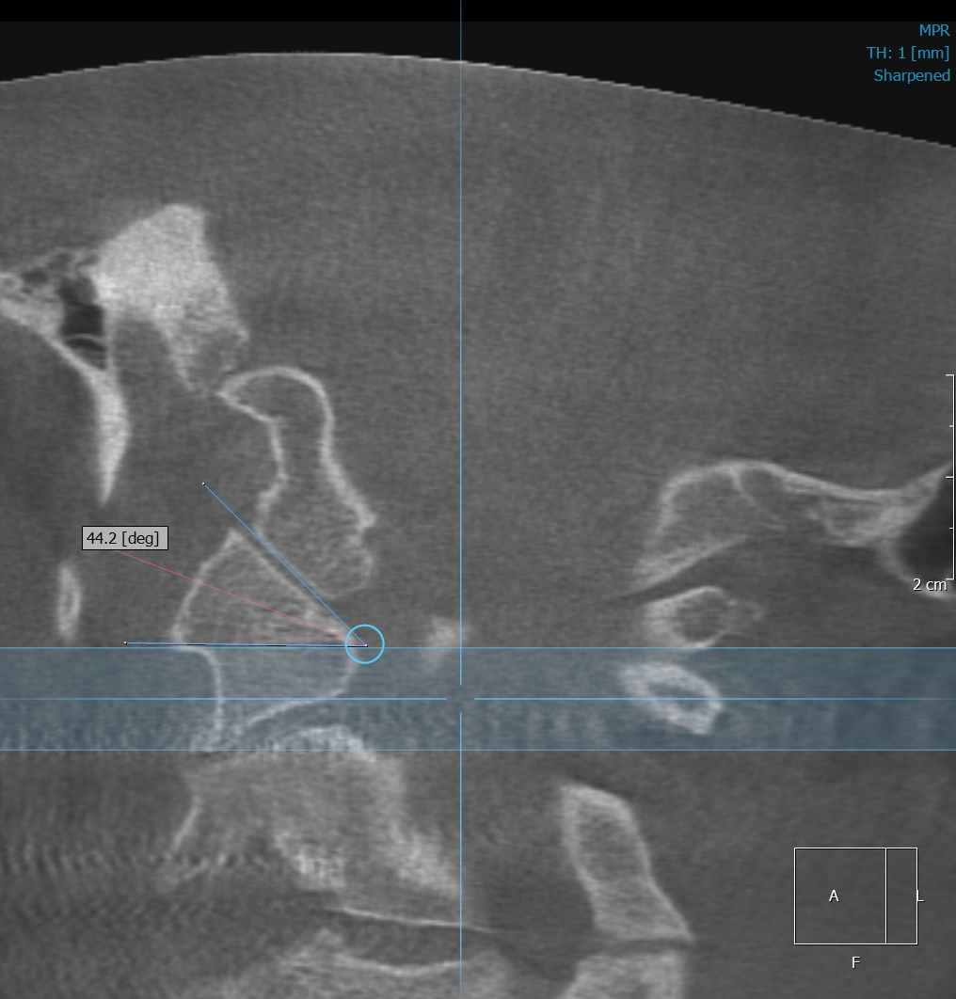 MPR
TH: 1 [mm]
Sharpened
44.2 [deg]
2 cm
A
L
F